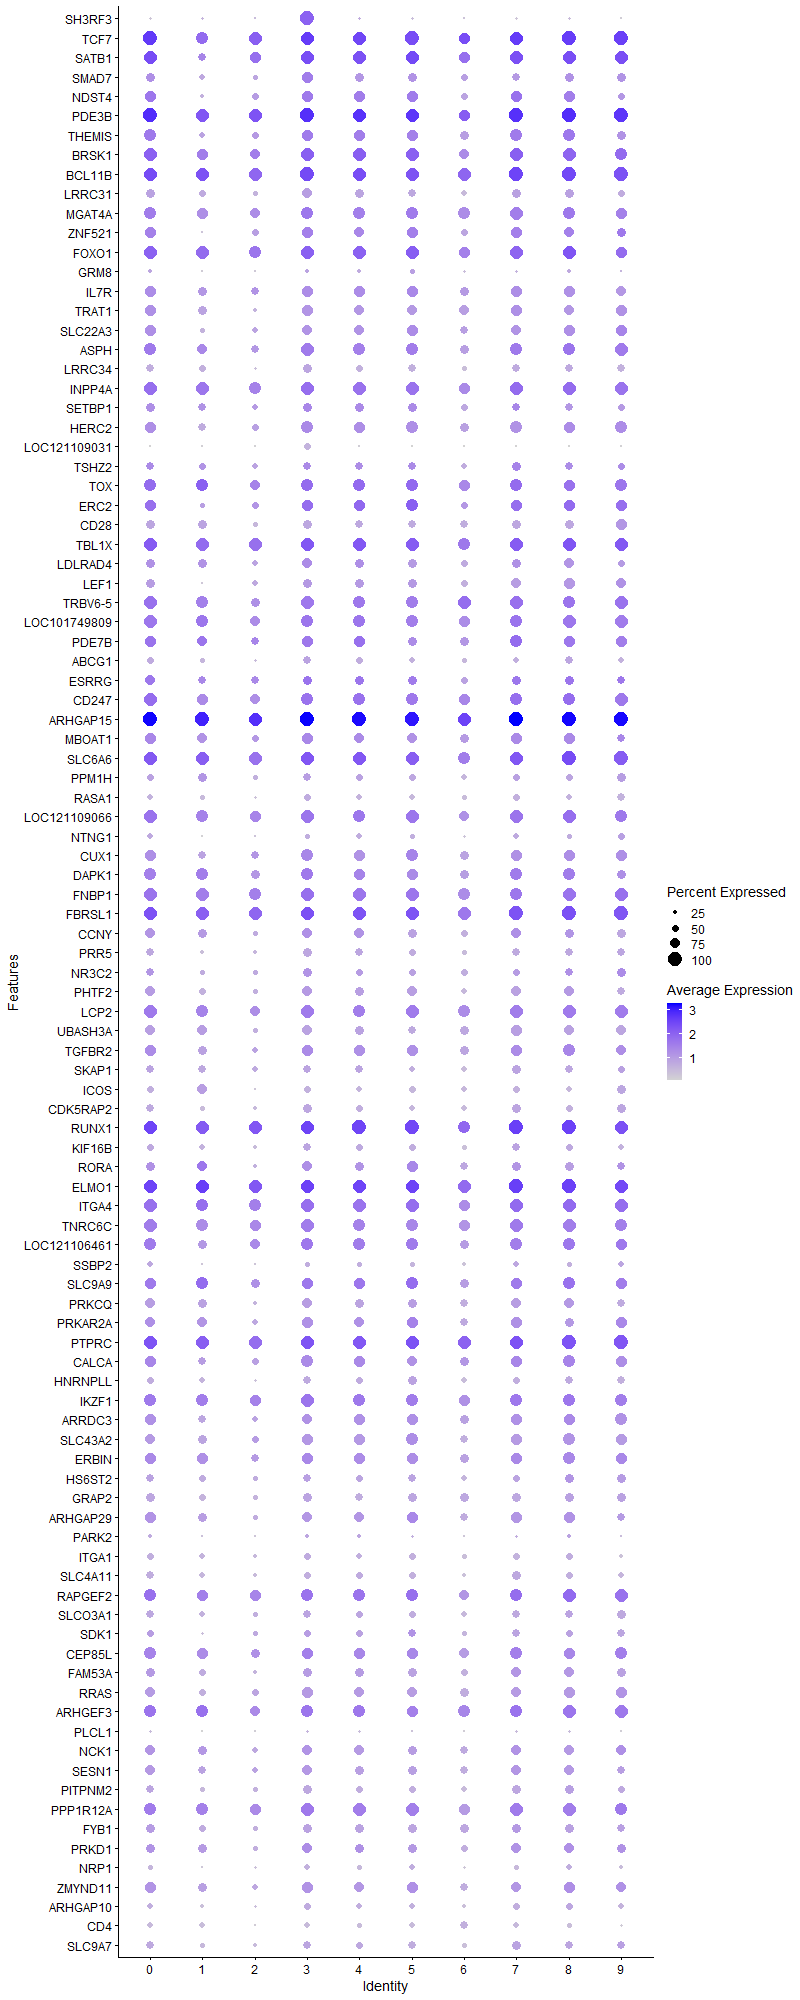 SH3RF3
TCF7
SATB1
SMAD7
NDST4
PDE3B
THEMIS
BRSK1
BCL11B
LRRC31
MGAT4A
ZNF521
FOXO1
GRM8
IL7R
TRAT1
SLC22A3
ASPH
LRRC34
INPP4A
SETBP1
HERC2
LOC121109031
TSHZ2
TOX
ERC2
CD28
TBL1X
LDLRAD4
LEF1
TRBV6-5
LOC101749809
PDE7B
ABCG1
ESRRG
CD247
ARHGAP15
MBOAT1
SLC6A6
PPM1H
RASA1
LOC121109066
NTNG1
CUX1
DAPK1
FNBP1
FBRSL1
CCNY
PRR5
NR3C2
PHTF2
LCP2
UBASH3A
TGFBR2
SKAP1
ICOS
CDK5RAP2
RUNX1
KIF16B
RORA
ELMO1
ITGA4
TNRC6C
LOC121106461
SSBP2
SLC9A9
PRKCQ
PRKAR2A
PTPRC
CALCA
HNRNPLL
IKZF1
ARRDC3
SLC43A2
ERBIN
HS6ST2
GRAP2
ARHGAP29
PARK2
ITGA1
SLC4A11
RAPGEF2
SLCO3A1
SDK1
CEP85L
FAM53A
RRAS
ARHGEF3
PLCL1
NCK1
SESN1
PITPNM2
PPP1R12A
FYB1
PRKD1
NRP1
ZMYND11
ARHGAP10
CD4
SLC9A7
Features
0 1 2 3 4 5 6 7 8 9
Identity
Percent Expressed
25
50
75
100
Average Expression
3
2
1